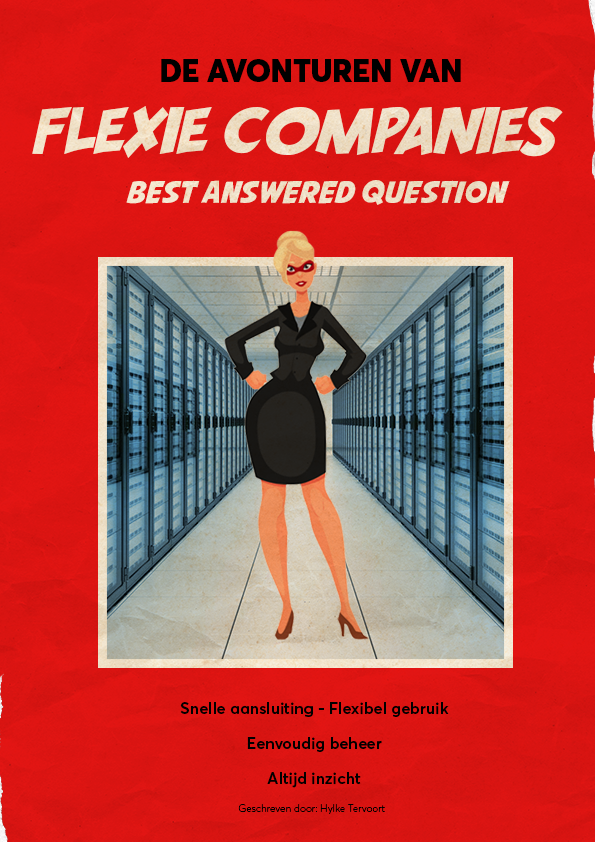 DE AVONTUREN VAN
FLEXIE COMPANIES
BEST ANSWERED QUESTION
Snelle aansluiting - Flexibel gebruik
Eenvoudig beheer
Altijd inzicht
Geschreven door: Hylke Tervoort